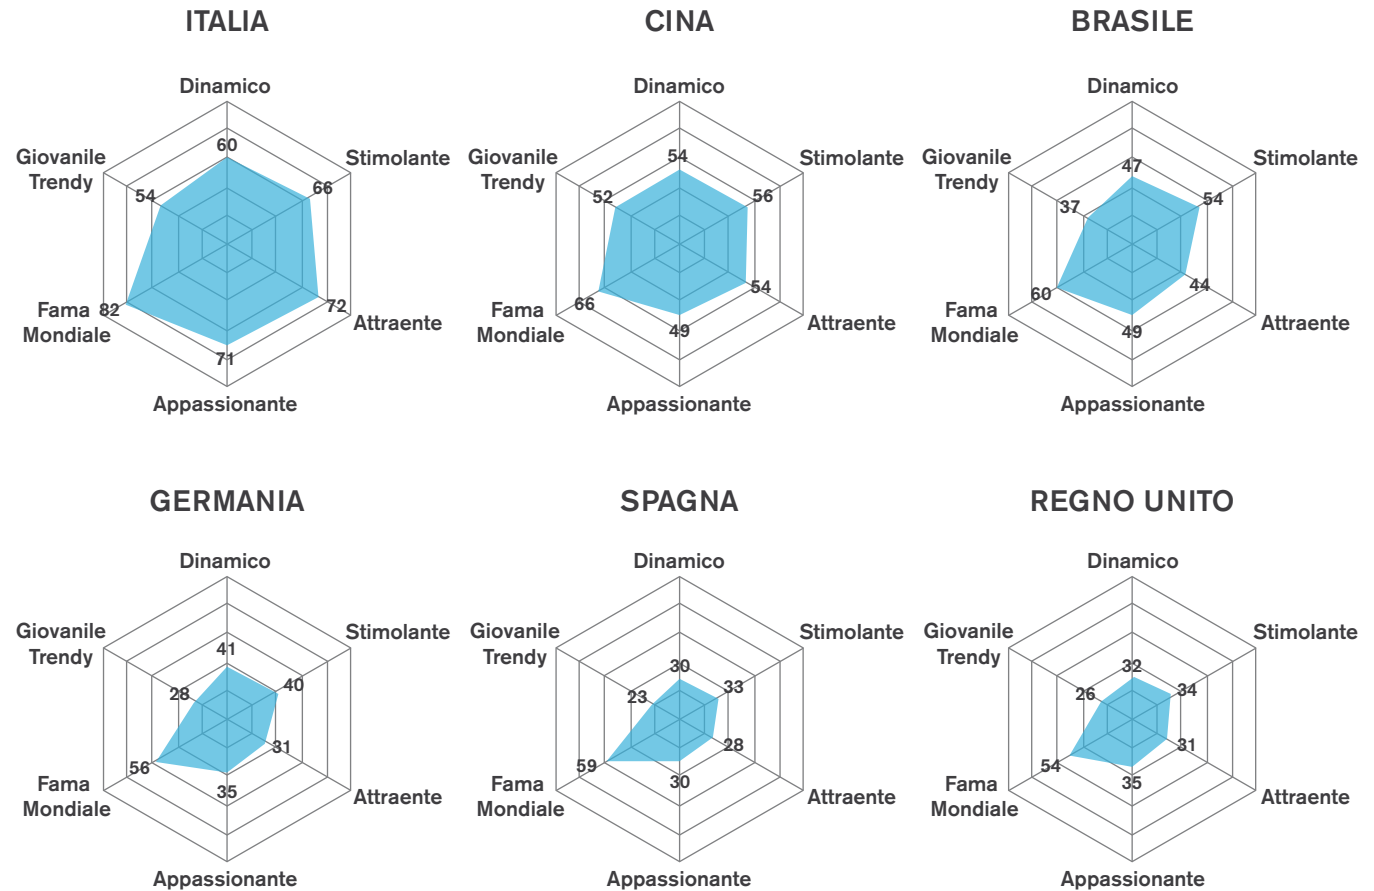 ITALIA
Dinamico
60
Giovanile
Trendy
54
Stimolante
66
Fama
Mondiale
82
72
Attraente
71
Appassionante
CINA
Dinamico
54
Giovanile
Trendy
52
Stimolante
56
Fama
Mondiale
66
54
Attraente
49
Appassionante
BRASILE
Dinamico
47
Giovanile
Trendy
37
Stimolante
54
Fama
Mondiale
60
44
Attraente
49
Appassionante
GERMANIA
Dinamico
41
Giovanile
Trendy
28
Stimolante
40
Fama
Mondiale
56
31
Attraente
35
Appassionante
SPAGNA
Dinamico
30
Giovanile
Trendy
23
Stimolante
33
Fama
Mondiale
59
28
Attraente
30
Appassionante
REGNO UNITO
Dinamico
32
Giovanile
Trendy
26
Stimolante
34
Fama
Mondiale
54
31
Attraente
35
Appassionante